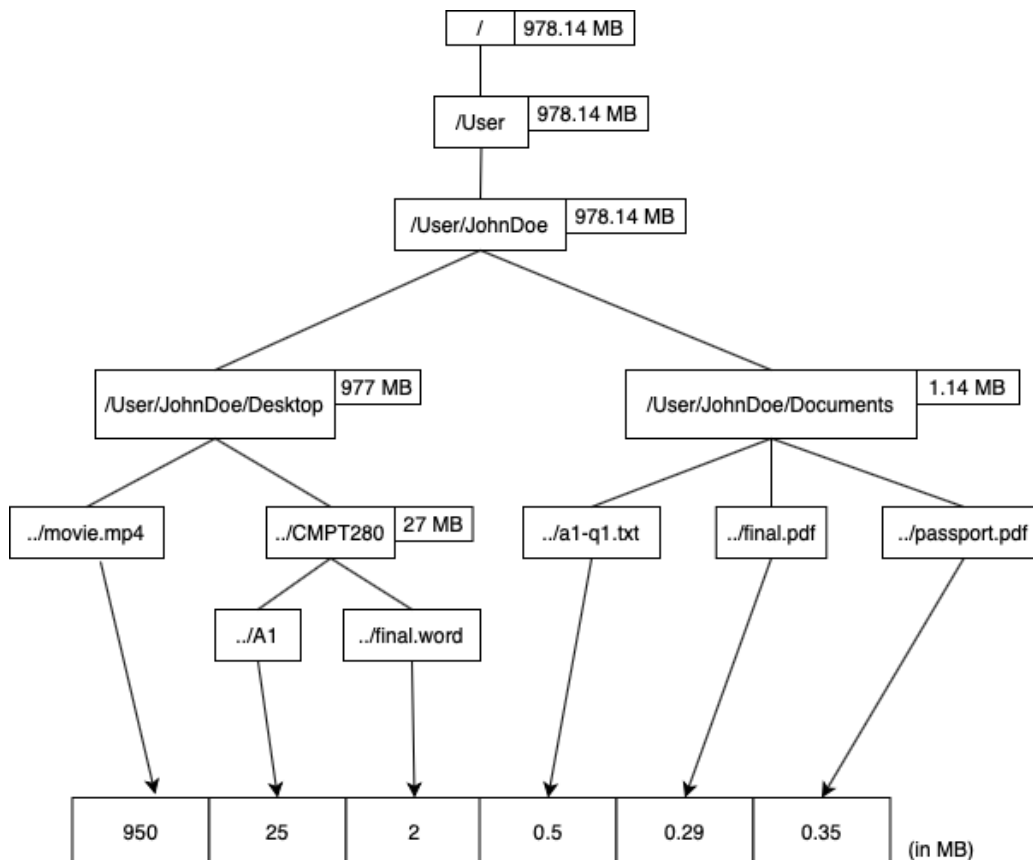 /
978.14 MB
/User
978.14 MB
/User/JohnDoe
978.14 MB
/User/JohnDoe/Desktop
977 MB
/User/JohnDoe/Documents
1.14 MB
../movie.mp4
../CMPT280
27 MB
../a1-q1.txt
../final.pdf
../passport.pdf
../A1
../final.word
950
25
2
0.5
0.29
0.35
(in MB)